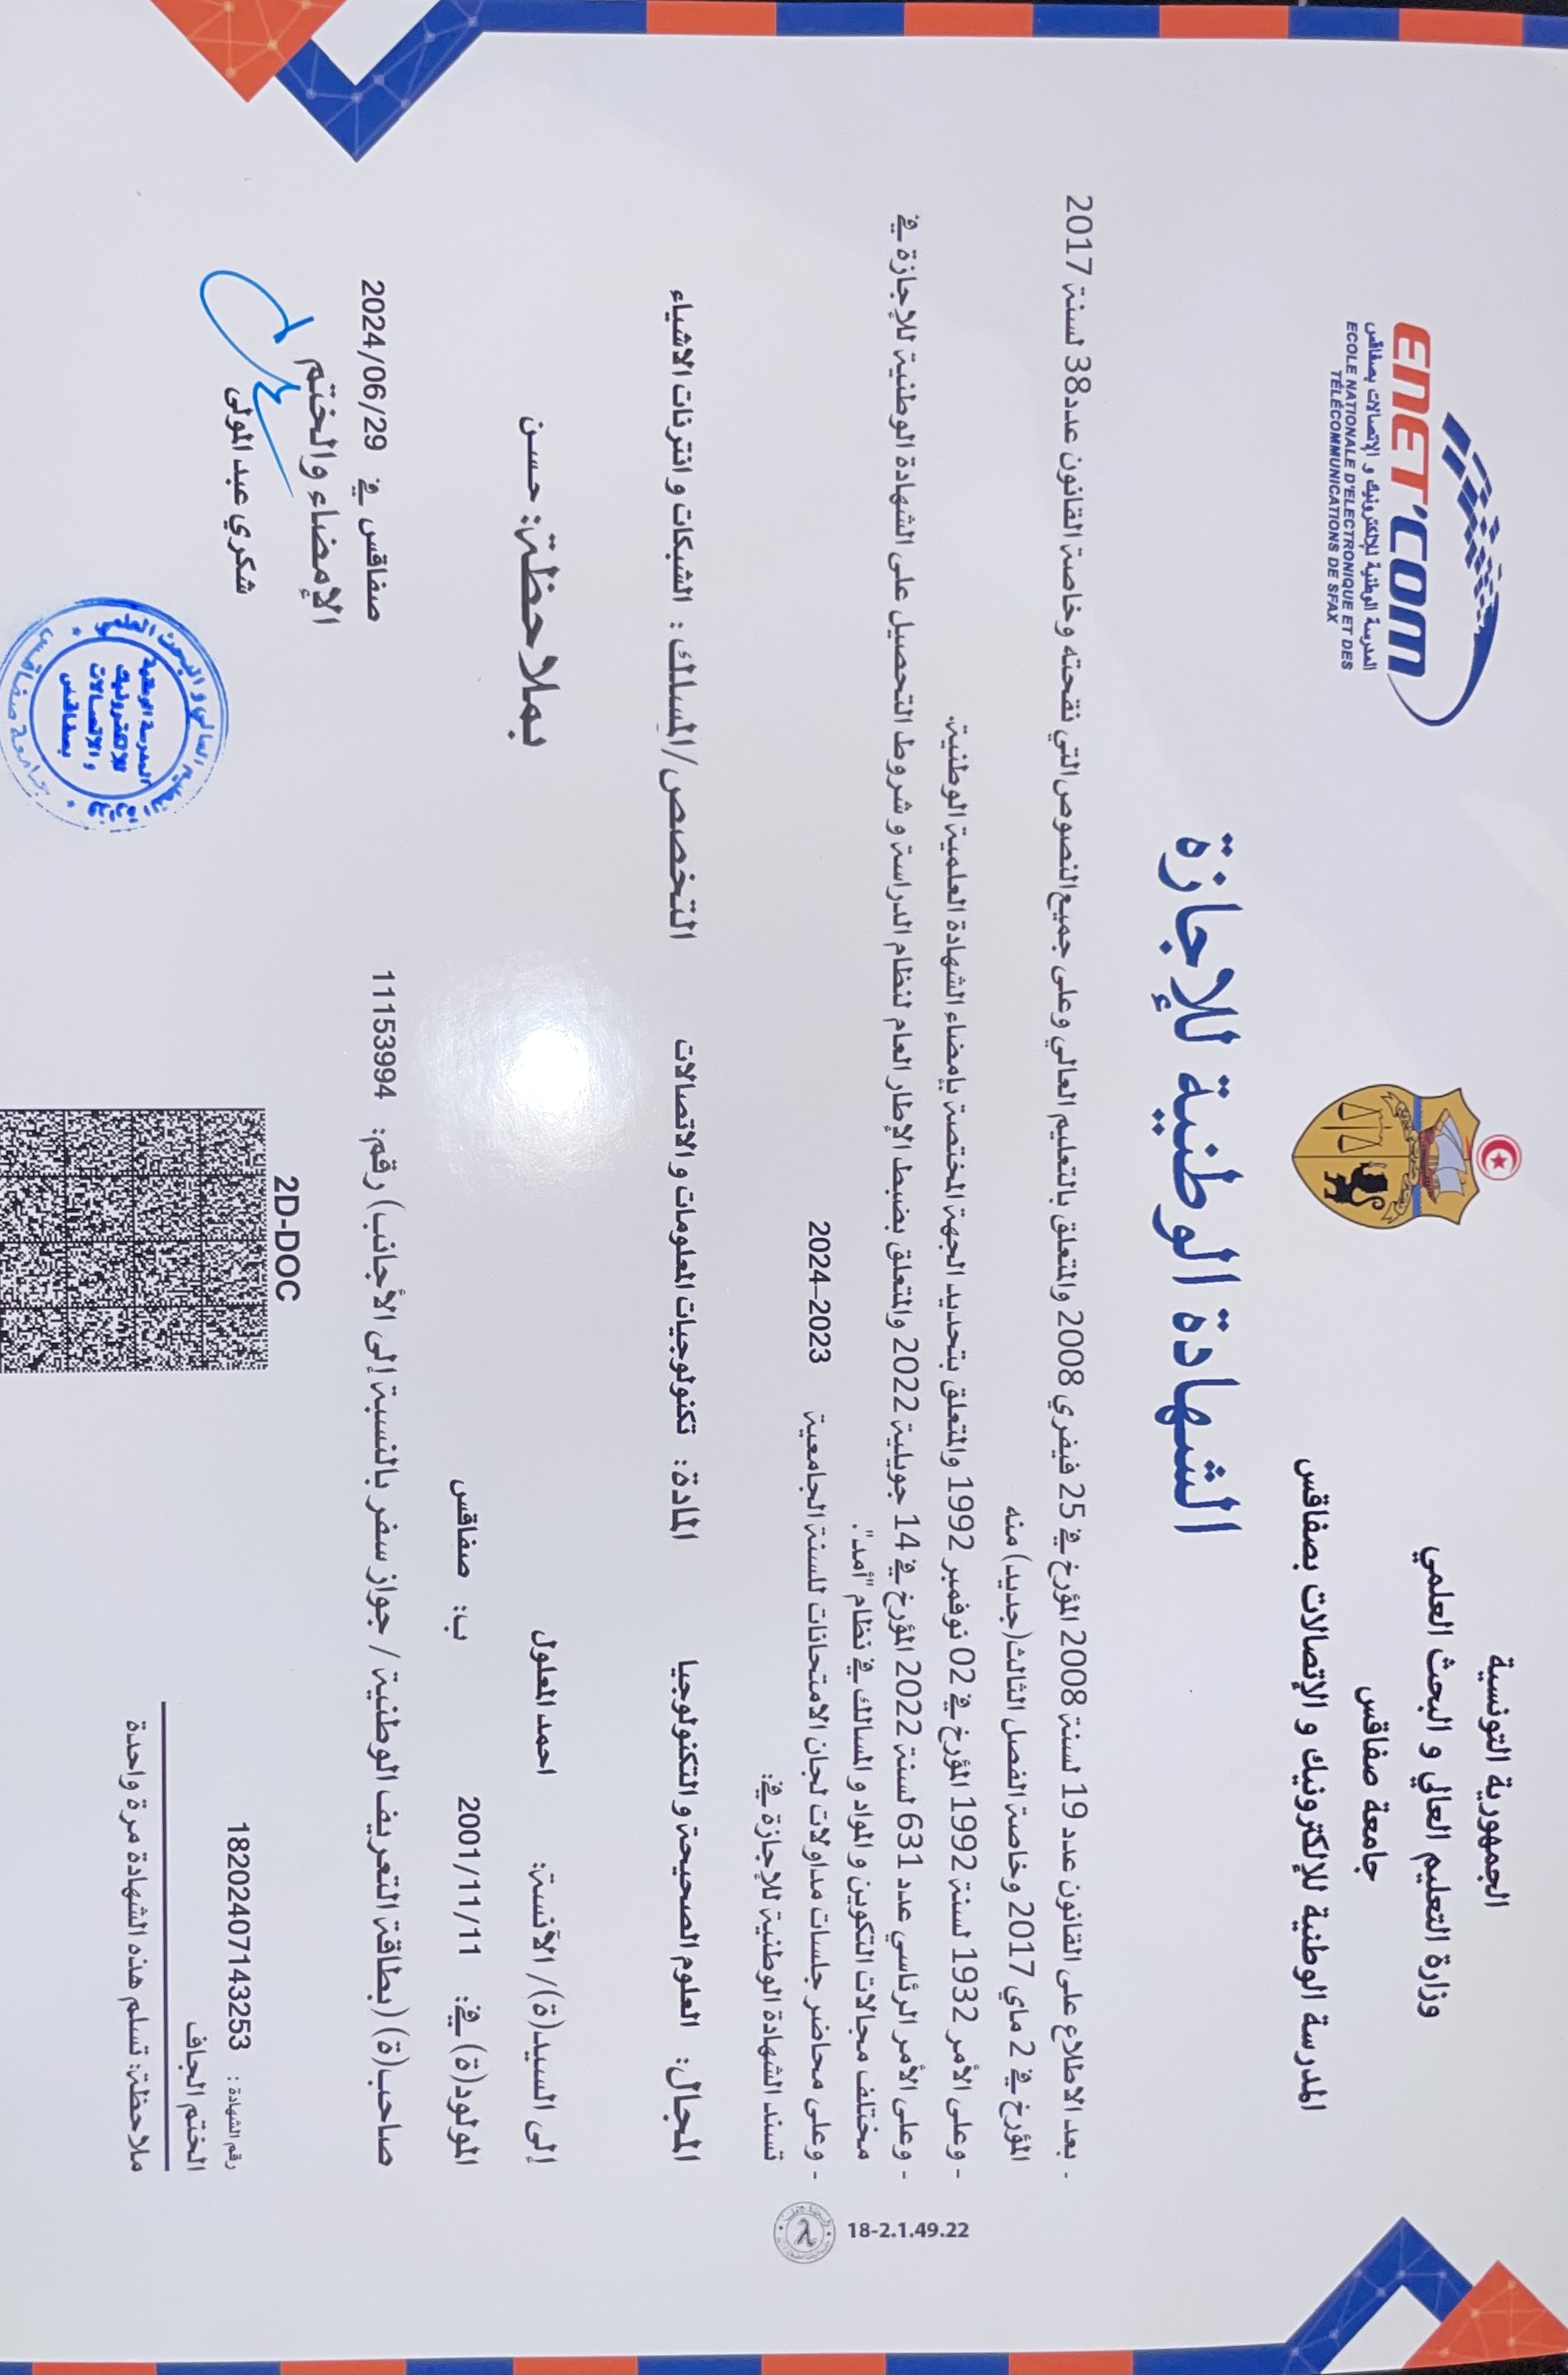 الجمهورية التونسية
وزارة التعليم العالي و البحث العلمي
جامعة صفاقس
المدرسة الوطنية للإلكترونيك و الإتصالات بصفاقس
ENET'COM
المدرسة الوطنية للإلكترونيك و الإتصالات بصفاقس
ECOLE NATIONALE D'ELECTRONIQUE ET DES
TÉLÉCOMMUNICATIONS DE SFAX
الشهادة الوطنية للإجازة
- بعد الاطلاع على القانون عدد 19 لسنة 2008 المؤرخ في 25 فيفري 2008 والمتعلق بالتعليم العالي وعلى جميع النصوص التي نقحته وخاصة القانون عدد 38 لسنة 2017
المؤرخ في 2 ماي 2017 وخاصة الفصل الثالث (جديد) منه
- وعلى الأمر 1932 لسنة 1992 المؤرخ في 02 نوفمبر 1992 والمتعلق بتحديد الجهة المختصة بإمضاء الشهادة العلمية الوطنية.
- وعلى الأمر الرئاسي عدد 631 لسنة 2022 المؤرخ في 14 جويلية 2022 والمتعلق بضبط الإطار العام لنظام الدراسة و شروط التحصيل على الشهادة الوطنية للإجازة في
مختلف مجالات التكوين و المواد و المسالك في نظام "أمد".
- وعلى محاضر جلسات مداولات لجان الامتحانات للسنة الجامعية 2023–2024
تسند الشهادة الوطنية للإجازة في:
18-2.1.49.22
المجال: العلوم الصحيحة و التكنولوجيا المادة: تكنولوجيات المعلومات و الاتصالات التخصص/المسلك: الشبكات و انترنات الاشياء
إلى السيد(ة)/ الآنسة: احمد المعلول بملاحظة: حسن
المولود(ة) في: 2001/11/11 ب: صفاقس
صاحب(ة) (بطاقة التعريف الوطنية / جواز سفر بالنسبة إلى الأجانب) رقم: 11153994
صفاقس في 2024/06/29
الإمضاء والختم
شكري عبد المولى
2D-DOC
رقم الشهادة : 18202407143253
الختم الجاف
ملاحظة: تسلم هذه الشهادة مرة واحدة
وزارة التعليم العالي و البحث العلمي
المدرسة الوطنية
للإلكترونيك
و الإتصالات
بصفاقس
جامعة صفاقس